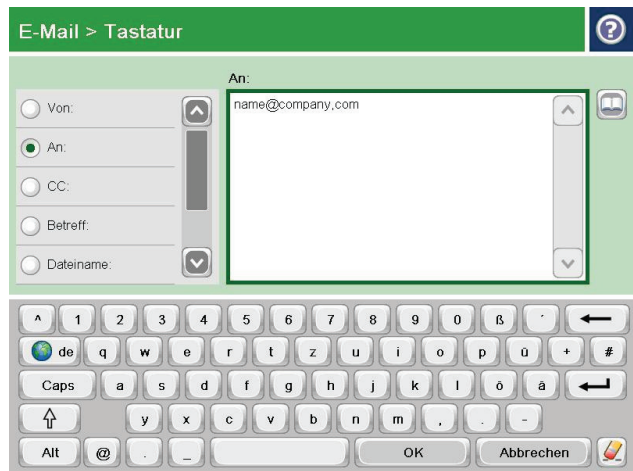 E-Mail > Tastatur
?
An:
Von:
name@company.com
An:
CC:
Betreff:
Dateiname:
^ 1 2 3 4 5 6 7 8 9 0 ß ´
de q w e r t z u i o p ü + #
Caps a s d f g h j k l ö ä
y x c v b n m , . -
Alt @ . _ OK Abbrechen